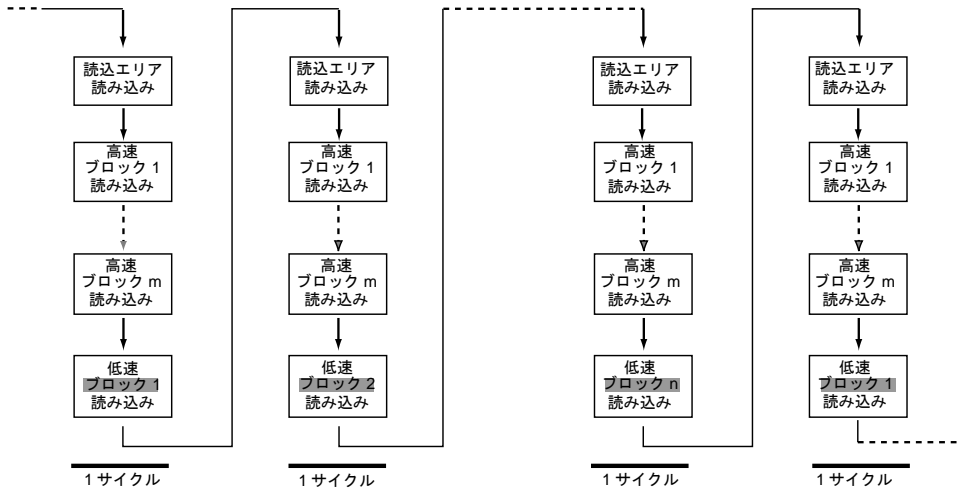 読込エリア
読み込み
高速
ブロック 1
読み込み
高速
ブロック m
読み込み
低速
ブロック 1
読み込み
1 サイクル
読込エリア
読み込み
高速
ブロック 1
読み込み
高速
ブロック m
読み込み
低速
ブロック 2
読み込み
1 サイクル
読込エリア
読み込み
高速
ブロック 1
読み込み
高速
ブロック m
読み込み
低速
ブロック n
読み込み
1 サイクル
読込エリア
読み込み
高速
ブロック 1
読み込み
高速
ブロック m
読み込み
低速
ブロック 1
読み込み
1 サイクル